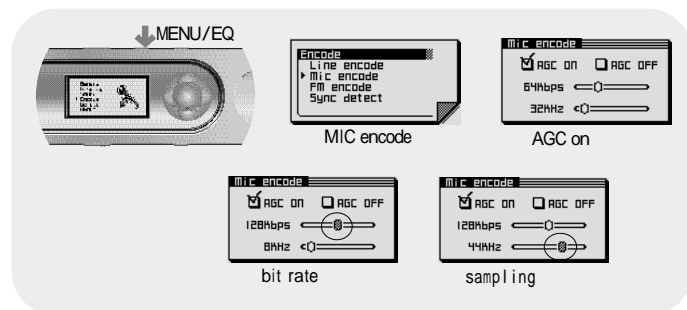 MENU/EQ
Encode
Line encode
Mic encode
FM encode
Sync detect
MIC encode
Mic encode
AGC ON AGC OFF
64Kbps
32KHz
AGC on
Mic encode
AGC ON AGC OFF
128Kbps
8KHz
bit rate
Mic encode
AGC ON AGC OFF
128Kbps
44KHz
sampling